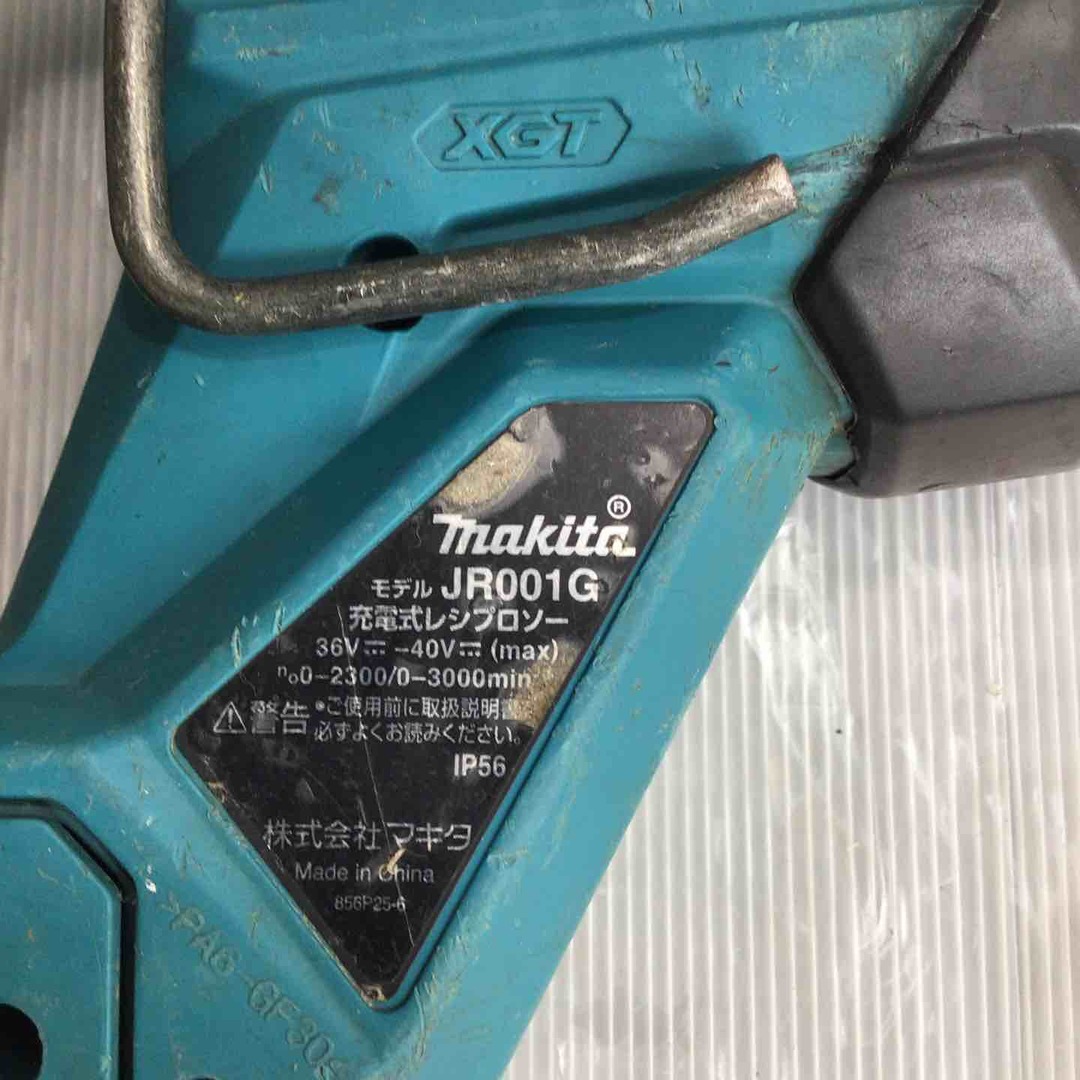 XGT
makita®
モデル JR001G
充電式レシプロソー
36V⎓ -40V⎓ (max)
n₀0-2300/0-3000min
⚠警告 •ご使用前に取扱説明
必ずよくお読みください。
IP56
株式会社 マキタ
Made in China
856P25-6
>PA6-GF30